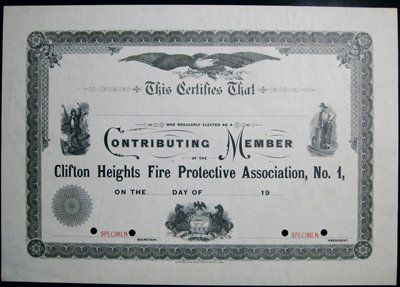 This Certifies That
WAS REGULARLY ELECTED AS A
CONTRIBUTING MEMBER
OF THE
Clifton Heights Fire Protective Association, No. 1,
ON THE DAY OF 19
SPECIMEN SPECIMEN
SECRETARY. PRESIDENT.